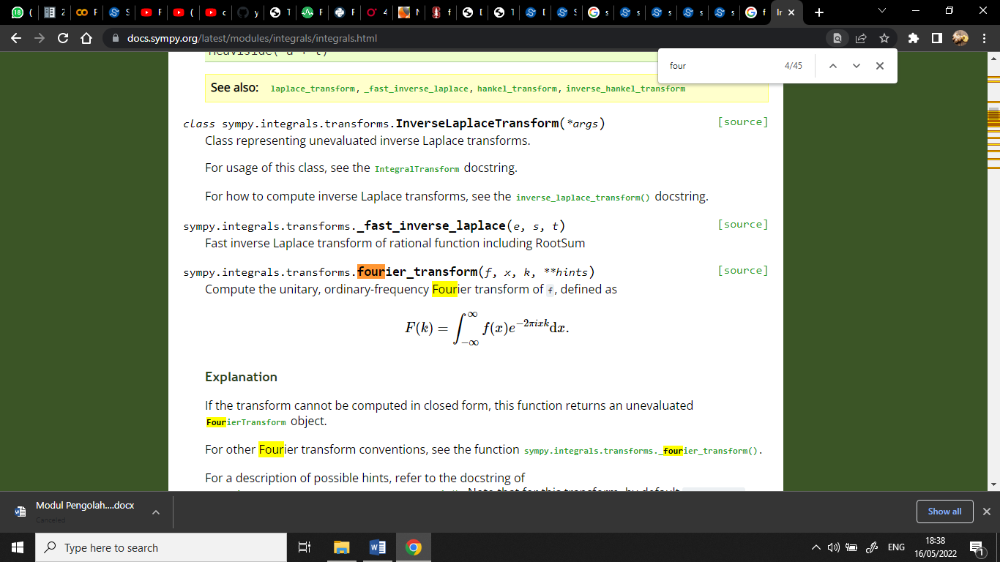 docs.sympy.org/latest/modules/integrals/integrals.html
four 4/45
See also: laplace_transform, _fast_inverse_laplace, hankel_transform, inverse_hankel_transform
class sympy.integrals.transforms.InverseLaplaceTransform(*args) [source]
Class representing unevaluated inverse Laplace transforms.
For usage of this class, see the IntegralTransform docstring.
For how to compute inverse Laplace transforms, see the inverse_laplace_transform() docstring.
sympy.integrals.transforms._fast_inverse_laplace(e, s, t) [source]
Fast inverse Laplace transform of rational function including RootSum
sympy.integrals.transforms.fourier_transform(f, x, k, **hints) [source]
Compute the unitary, ordinary-frequency Fourier transform of f, defined as
F(k) = ∫_{-∞}^{∞} f(x)e^{-2πixk}dx.
Explanation
If the transform cannot be computed in closed form, this function returns an unevaluated
FourierTransform object.
For other Fourier transform conventions, see the function sympy.integrals.transforms._fourier_transform().
For a description of possible hints, refer to the docstring of
Modul Pengolah....docx
Canceled
Show all
Type here to search
ENG
18:38
16/05/2022
1